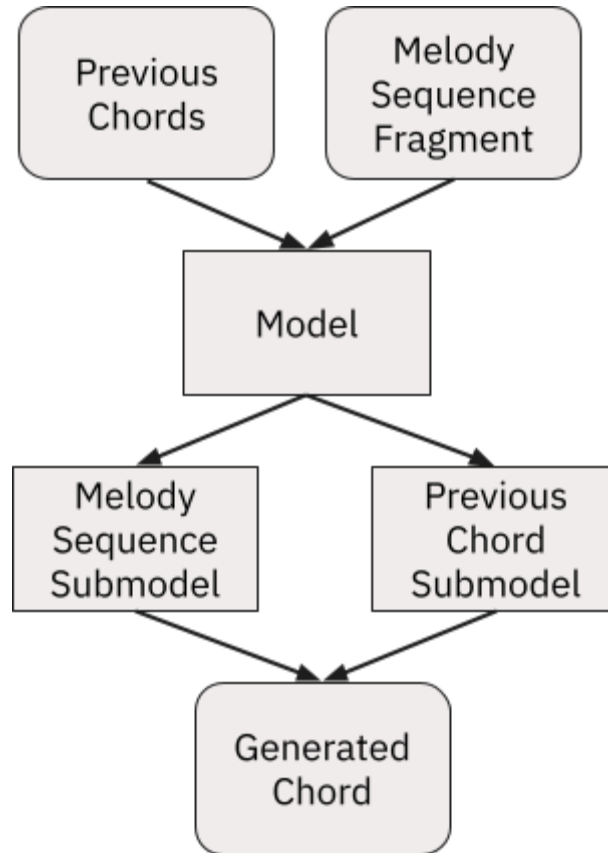 Previous
Chords
Melody
Sequence
Fragment
Model
Melody
Sequence
Submodel
Previous
Chord
Submodel
Generated
Chord